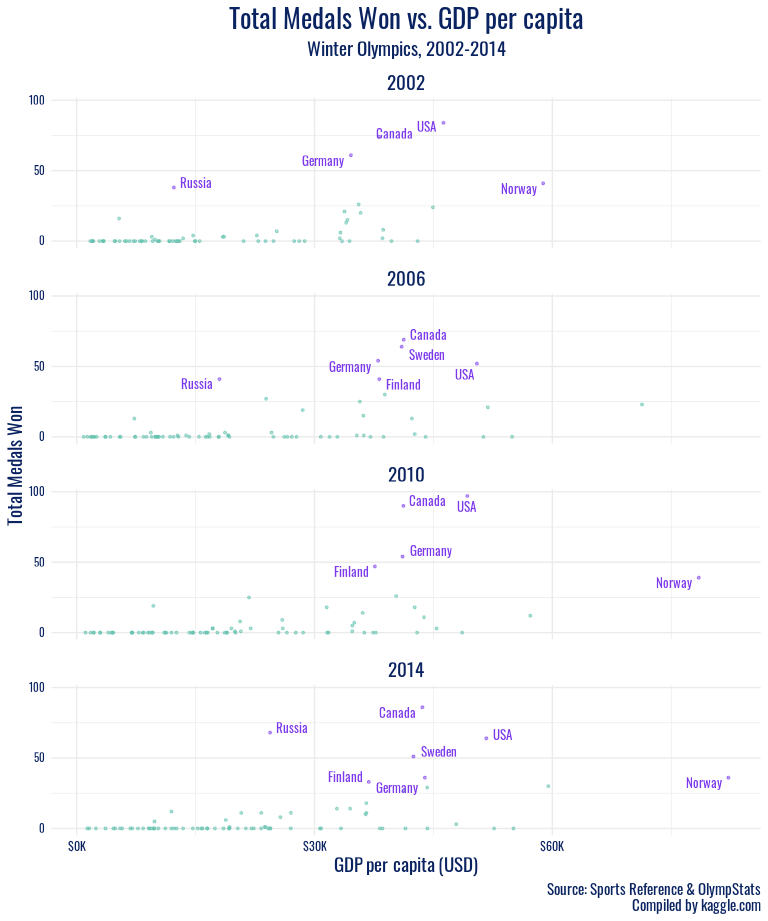 Total Medals Won vs. GDP per capita
Winter Olympics, 2002-2014
2002
100
USA
Canada
Germany
50
Russia
Norway
0
2006
100
Canada
Sweden
Germany
50
USA
Russia
Finland
0
Total Medals Won
2010
100
Canada
USA
Germany
50
Finland
Norway
0
2014
100
Canada
Russia
USA
Sweden
50
Finland
Germany
Norway
0
$0K
$30K
$60K
GDP per capita (USD)
Source: Sports Reference & OlympStats
Compiled by kaggle.com